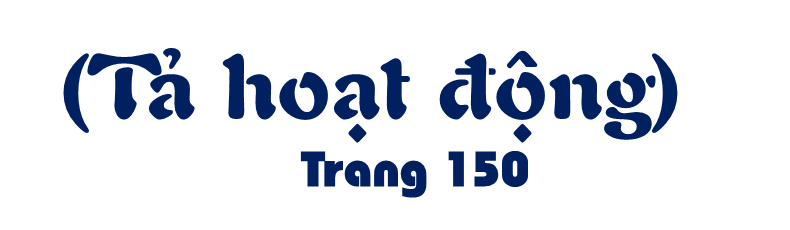 (Tả hoạt động)
Trang 150